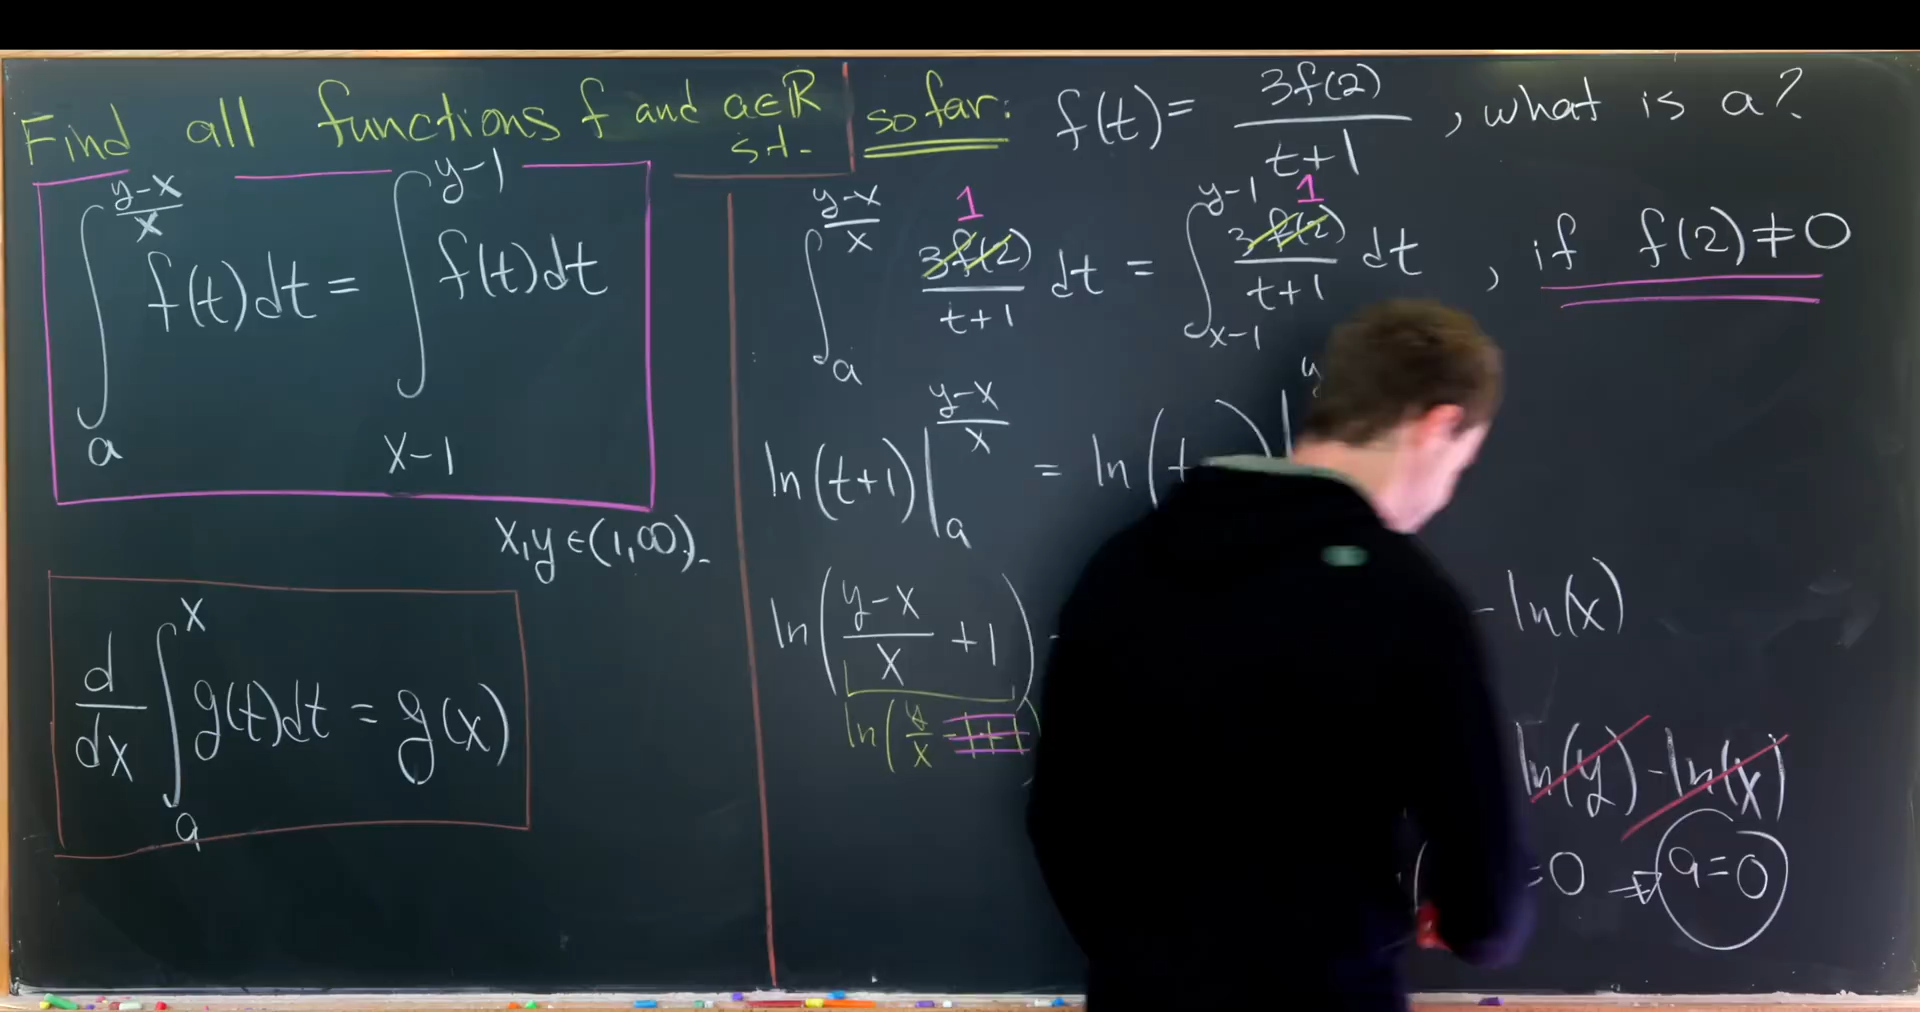 Find all functions f and a∈ℝ s.t.
∫_a^{(y-x)/x} f(t)dt = ∫_{x-1}^{y-1} f(t)dt
x,y ∈ (1,∞).
d/dx ∫_a^x g(t)dt = g(x)
so far: f(t) = 3f(2)/(t+1), what is a?
∫_a^{(y-x)/x} 3f(2) 1/(t+1) dt = ∫_{x-1}^{y-1} 3f(2) 1/(t+1) dt, if f(2)≠0
ln(t+1)|_a^{(y-x)/x} = ln(t
ln((y-x)/x +1) - ln(x)
ln(y/x -1+1) ln(y) - ln(x)
=0 → a=0